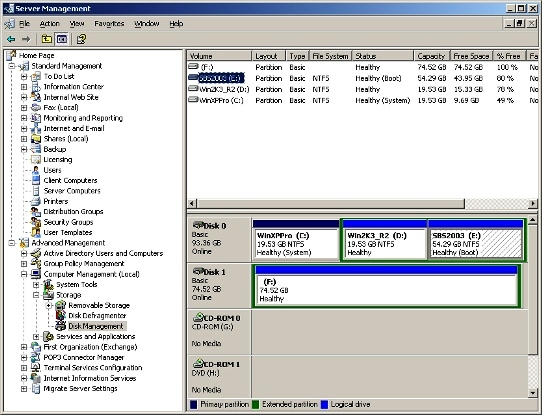 Server Management
File Action View Favorites Window Help
Home Page
Standard Management
To Do List
Information Center
Internal Web Site
Fax (Local)
Monitoring and Reporting
Internet and E-mail
Shares (Local)
Backup
Licensing
Users
Client Computers
Server Computers
Printers
Distribution Groups
Security Groups
User Templates
Advanced Management
Active Directory Users and Computers
Group Policy Management
Computer Management (Local)
System Tools
Storage
Removable Storage
Disk Defragmenter
Disk Management
Services and Applications
First Organization (Exchange)
POP3 Connector Manager
Terminal Services Configuration
Internet Information Services
Migrate Server Settings
Volume Layout Type File System Status Capacity Free Space % Free Fa
(F:) Partition Basic Healthy 74.52 GB 74.52 GB 100 % No
SBS2003 (E:) Partition Basic NTFS Healthy (Boot) 54.29 GB 43.95 GB 80 % No
Win2K3_R2 (D:) Partition Basic NTFS Healthy 19.53 GB 15.33 GB 78 % No
WinXPPro (C:) Partition Basic NTFS Healthy (System) 19.53 GB 9.69 GB 49 % No
Disk 0
Basic
93.36 GB
Online
WinXPPro (C:)
19.53 GB NTFS
Healthy (System)
Win2K3_R2 (D:)
19.53 GB NTFS
Healthy
SBS2003 (E:)
54.29 GB NTFS
Healthy (Boot)
Disk 1
Basic
74.52 GB
Online
(F:)
74.52 GB
Healthy
CD-ROM 0
CD-ROM (G:)
No Media
CD-ROM 1
DVD (H:)
No Media
Primary partition Extended partition Logical drive